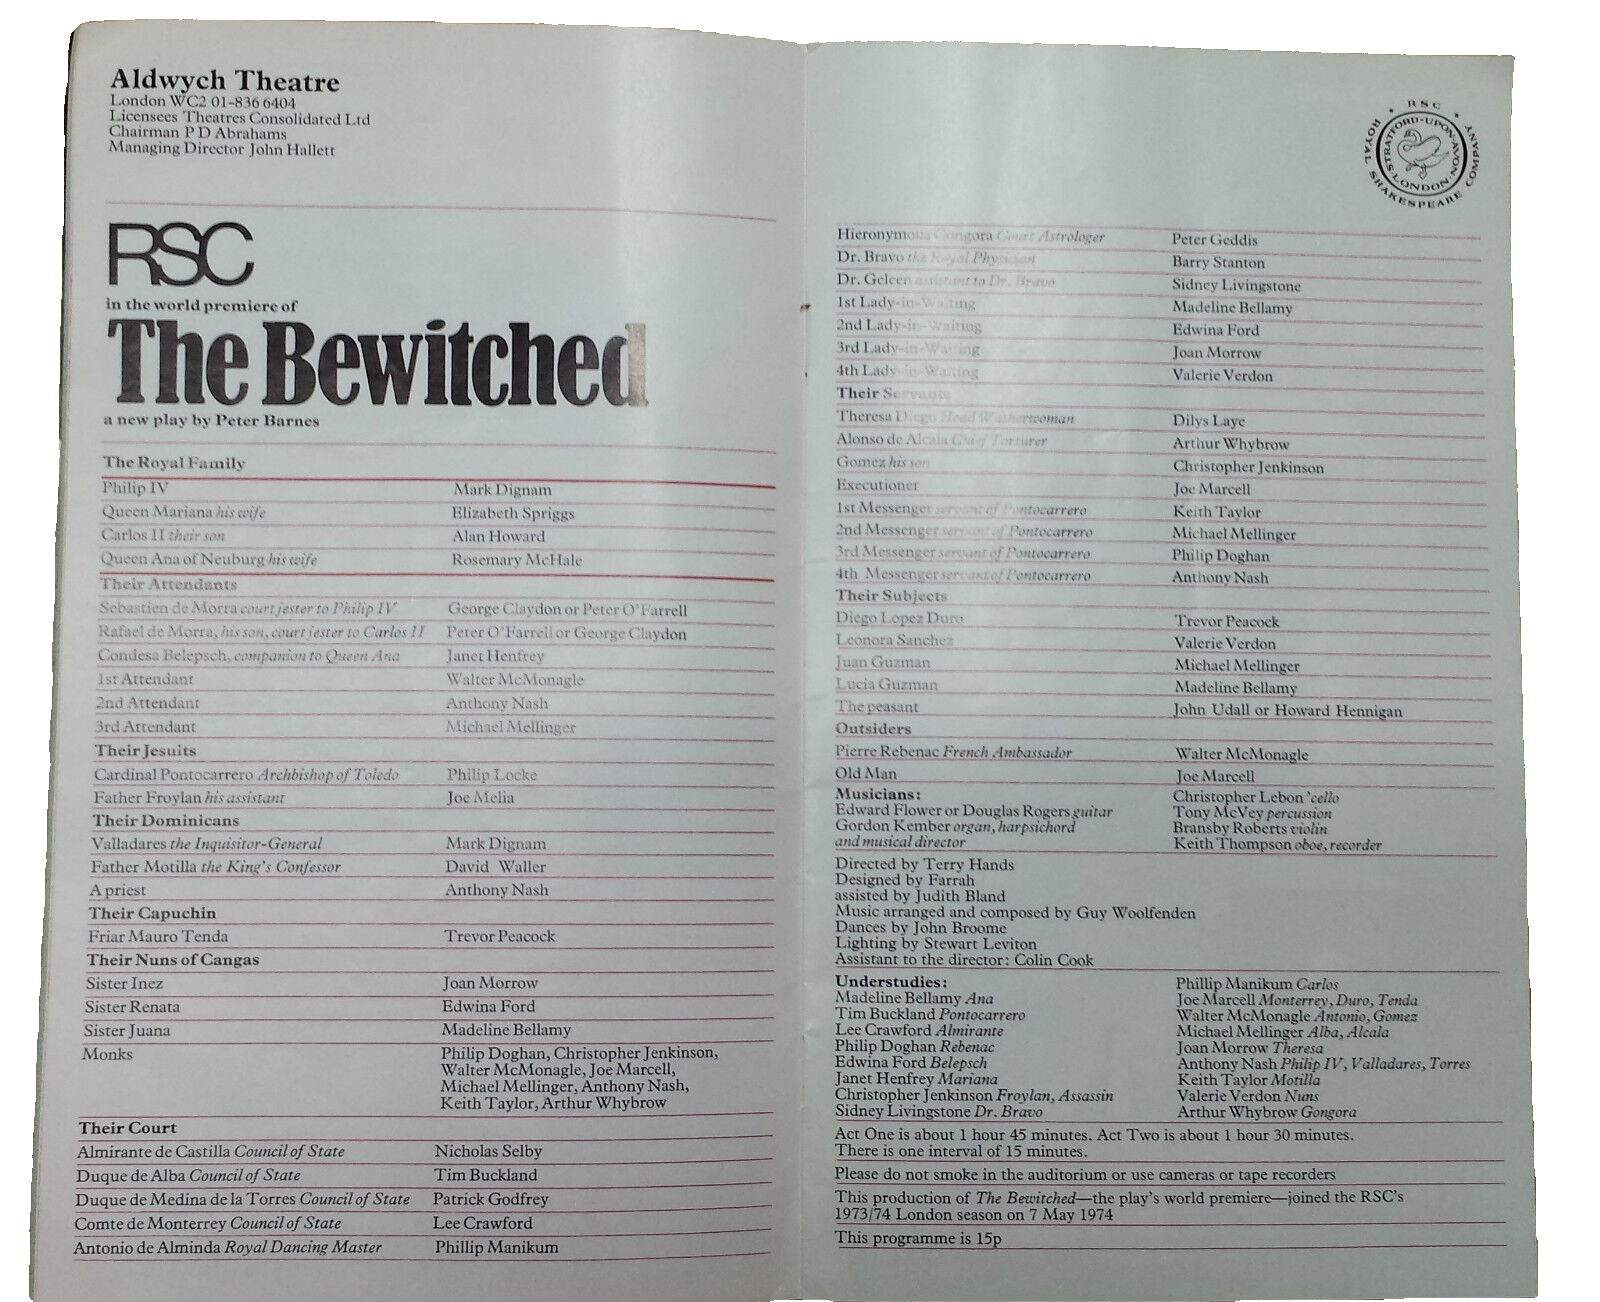 Aldwych Theatre
London WC2 01-836 6404
Licensees Theatres Consolidated Ltd
Chairman P D Abrahams
Managing Director John Hallett
RSC
in the world premiere of
The Bewitched
a new play by Peter Barnes
The Royal Family
Philip IV Mark Dignam
Queen Mariana his wife Elizabeth Spriggs
Carlos II their son Alan Howard
Queen Ana of Neuburg his wife Rosemary McHale
Their Attendants
Sebastien de Morra court jester to Philip IV George Claydon or Peter O'Farrell
Rafael de Morra, his son, court jester to Carlos II Peter O'Farrell or George Claydon
Condesa Belepsch, companion to Queen Ana Janet Henfrey
1st Attendant Walter McMonagle
2nd Attendant Anthony Nash
3rd Attendant Michael Mellinger
Their Jesuits
Cardinal Pontocarrero Archbishop of Toledo Philip Locke
Father Froylan his assistant Joe Melia
Their Dominicans
Valladares the Inquisitor-General Mark Dignam
Father Motilla the King's Confessor David Waller
A priest Anthony Nash
Their Capuchin
Friar Mauro Tenda Trevor Peacock
Their Nuns of Cangas
Sister Inez Joan Morrow
Sister Renata Edwina Ford
Sister Juana Madeline Bellamy
Monks Philip Doghan, Christopher Jenkinson,
Walter McMonagle, Joe Marcell,
Michael Mellinger, Anthony Nash,
Keith Taylor, Arthur Whybrow
Their Court
Almirante de Castilla Council of State Nicholas Selby
Duque de Alba Council of State Tim Buckland
Duque de Medina de la Torres Council of State Patrick Godfrey
Comte de Monterrey Council of State Lee Crawford
Antonio de Alminda Royal Dancing Master Phillip Manikum
RSC
ROYAL SHAKESPEARE COMPANY
STRATFORD-UPON-AVON·LONDON
Hieronymous Gongora Court Astrologer Peter Geddis
Dr. Bravo the Royal Physician Barry Stanton
Dr. Geleen assistant to Dr. Bravo Sidney Livingstone
1st Lady-in-Waiting Madeline Bellamy
2nd Lady-in-Waiting Edwina Ford
3rd Lady-in-Waiting Joan Morrow
4th Lady-in-Waiting Valerie Verdon
Their Servants
Theresa Diego Head Washerwoman Dilys Laye
Alonso de Alcala Chief Torturer Arthur Whybrow
Gomez his son Christopher Jenkinson
Executioner Joe Marcell
1st Messenger servant of Pontocarrero Keith Taylor
2nd Messenger servant of Pontocarrero Michael Mellinger
3rd Messenger servant of Pontocarrero Philip Doghan
4th Messenger servant of Pontocarrero Anthony Nash
Their Subjects
Diego Lopez Duro Trevor Peacock
Leonora Sanchez Valerie Verdon
Juan Guzman Michael Mellinger
Lucia Guzman Madeline Bellamy
The peasant John Udall or Howard Hennigan
Outsiders
Pierre Rebenac French Ambassador Walter McMonagle
Old Man Joe Marcell
Musicians: Christopher Lebon 'cello
Edward Flower or Douglas Rogers guitar Tony McVey percussion
Gordon Kember organ, harpsichord Bransby Roberts violin
and musical director Keith Thompson oboe, recorder
Directed by Terry Hands
Designed by Farrah
assisted by Judith Bland
Music arranged and composed by Guy Woolfenden
Dances by John Broome
Lighting by Stewart Leviton
Assistant to the director: Colin Cook
Understudies: Phillip Manikum Carlos
Madeline Bellamy Ana Joe Marcell Monterrey, Duro, Tenda
Tim Buckland Pontocarrero Walter McMonagle Antonio, Gomez
Lee Crawford Almirante Michael Mellinger Alba, Alcala
Philip Doghan Rebenac Joan Morrow Theresa
Edwina Ford Belepsch Anthony Nash Philip IV, Valladares, Torres
Janet Henfrey Mariana Keith Taylor Motilla
Christopher Jenkinson Froylan, Assassin Valerie Verdon Nuns
Sidney Livingstone Dr. Bravo Arthur Whybrow Gongora
Act One is about 1 hour 45 minutes. Act Two is about 1 hour 30 minutes.
There is one interval of 15 minutes.
Please do not smoke in the auditorium or use cameras or tape recorders
This production of The Bewitched—the play's world premiere—joined the RSC's
1973/74 London season on 7 May 1974
This programme is 15p